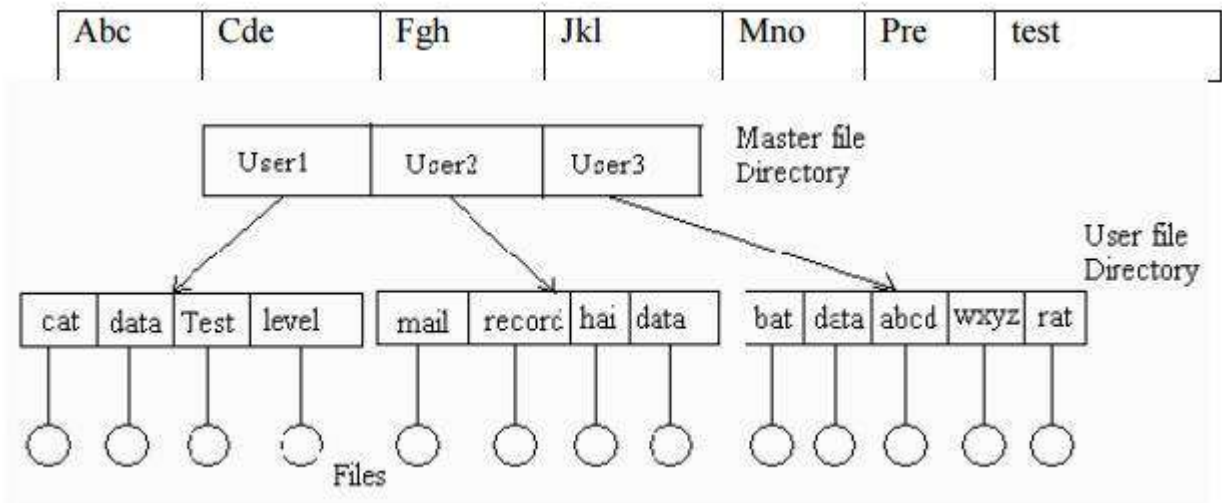 Abc Cde Fgh Jkl Mno Pre test
User1 User2 User3
Master file
Directory
User file
Directory
cat data Test level
mail record hai data
bat data abcd wxyz rat
Files